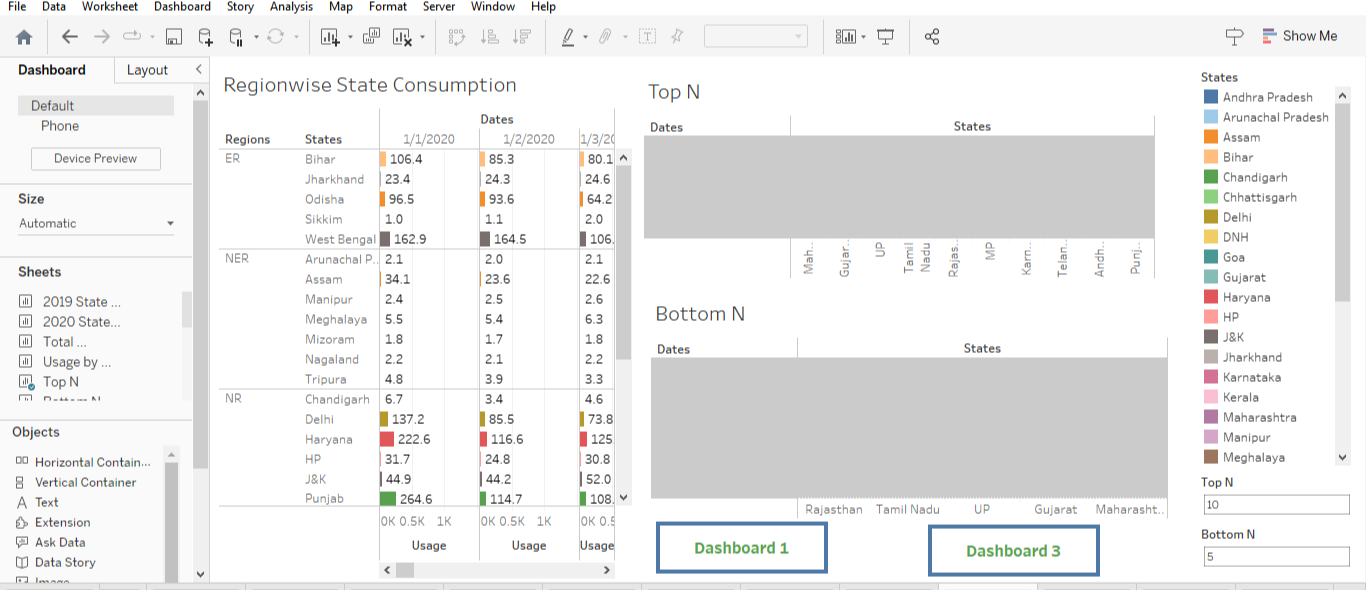 File Data Worksheet Dashboard Story Analysis Map Format Server Window Help
Show Me
Dashboard Layout
Default
Phone
Device Preview
Size
Automatic
Sheets
2019 State ...
2020 State...
Total ...
Usage by ...
Top N
Bottom N
Objects
Horizontal Contain...
Vertical Container
Text
Extension
Ask Data
Data Story
Image
Regionwise State Consumption
Dates
Regions States 1/1/2020 1/2/2020 1/3/20
ER Bihar 106.4 85.3 80.1
Jharkhand 23.4 24.3 24.6
Odisha 96.5 93.6 64.2
Sikkim 1.0 1.1 2.0
West Bengal 162.9 164.5 106.
NER Arunachal P.. 2.1 2.0 2.1
Assam 34.1 23.6 22.6
Manipur 2.4 2.5 2.6
Meghalaya 5.5 5.4 6.3
Mizoram 1.8 1.7 1.8
Nagaland 2.2 2.1 2.2
Tripura 4.8 3.9 3.3
NR Chandigarh 6.7 3.4 4.6
Delhi 137.2 85.5 73.8
Haryana 222.6 116.6 125
HP 31.7 24.8 30.8
J&K 44.9 44.2 52.0
Punjab 264.6 114.7 108.
0K 0.5K 1K 0K 0.5K 1K 0K 0.5
Usage Usage Usage
Top N
Dates States
Mah.. Gujar.. UP Tamil Nadu Rajas.. MP Karn.. Telan.. Andh.. Punj..
Bottom N
Dates States
Rajasthan Tamil Nadu UP Gujarat Maharasht..
Dashboard 1 Dashboard 3
States
Andhra Pradesh
Arunachal Pradesh
Assam
Bihar
Chandigarh
Chhattisgarh
Delhi
DNH
Goa
Gujarat
Haryana
HP
J&K
Jharkhand
Karnataka
Kerala
Maharashtra
Manipur
Meghalaya
Top N
10
Bottom N
5